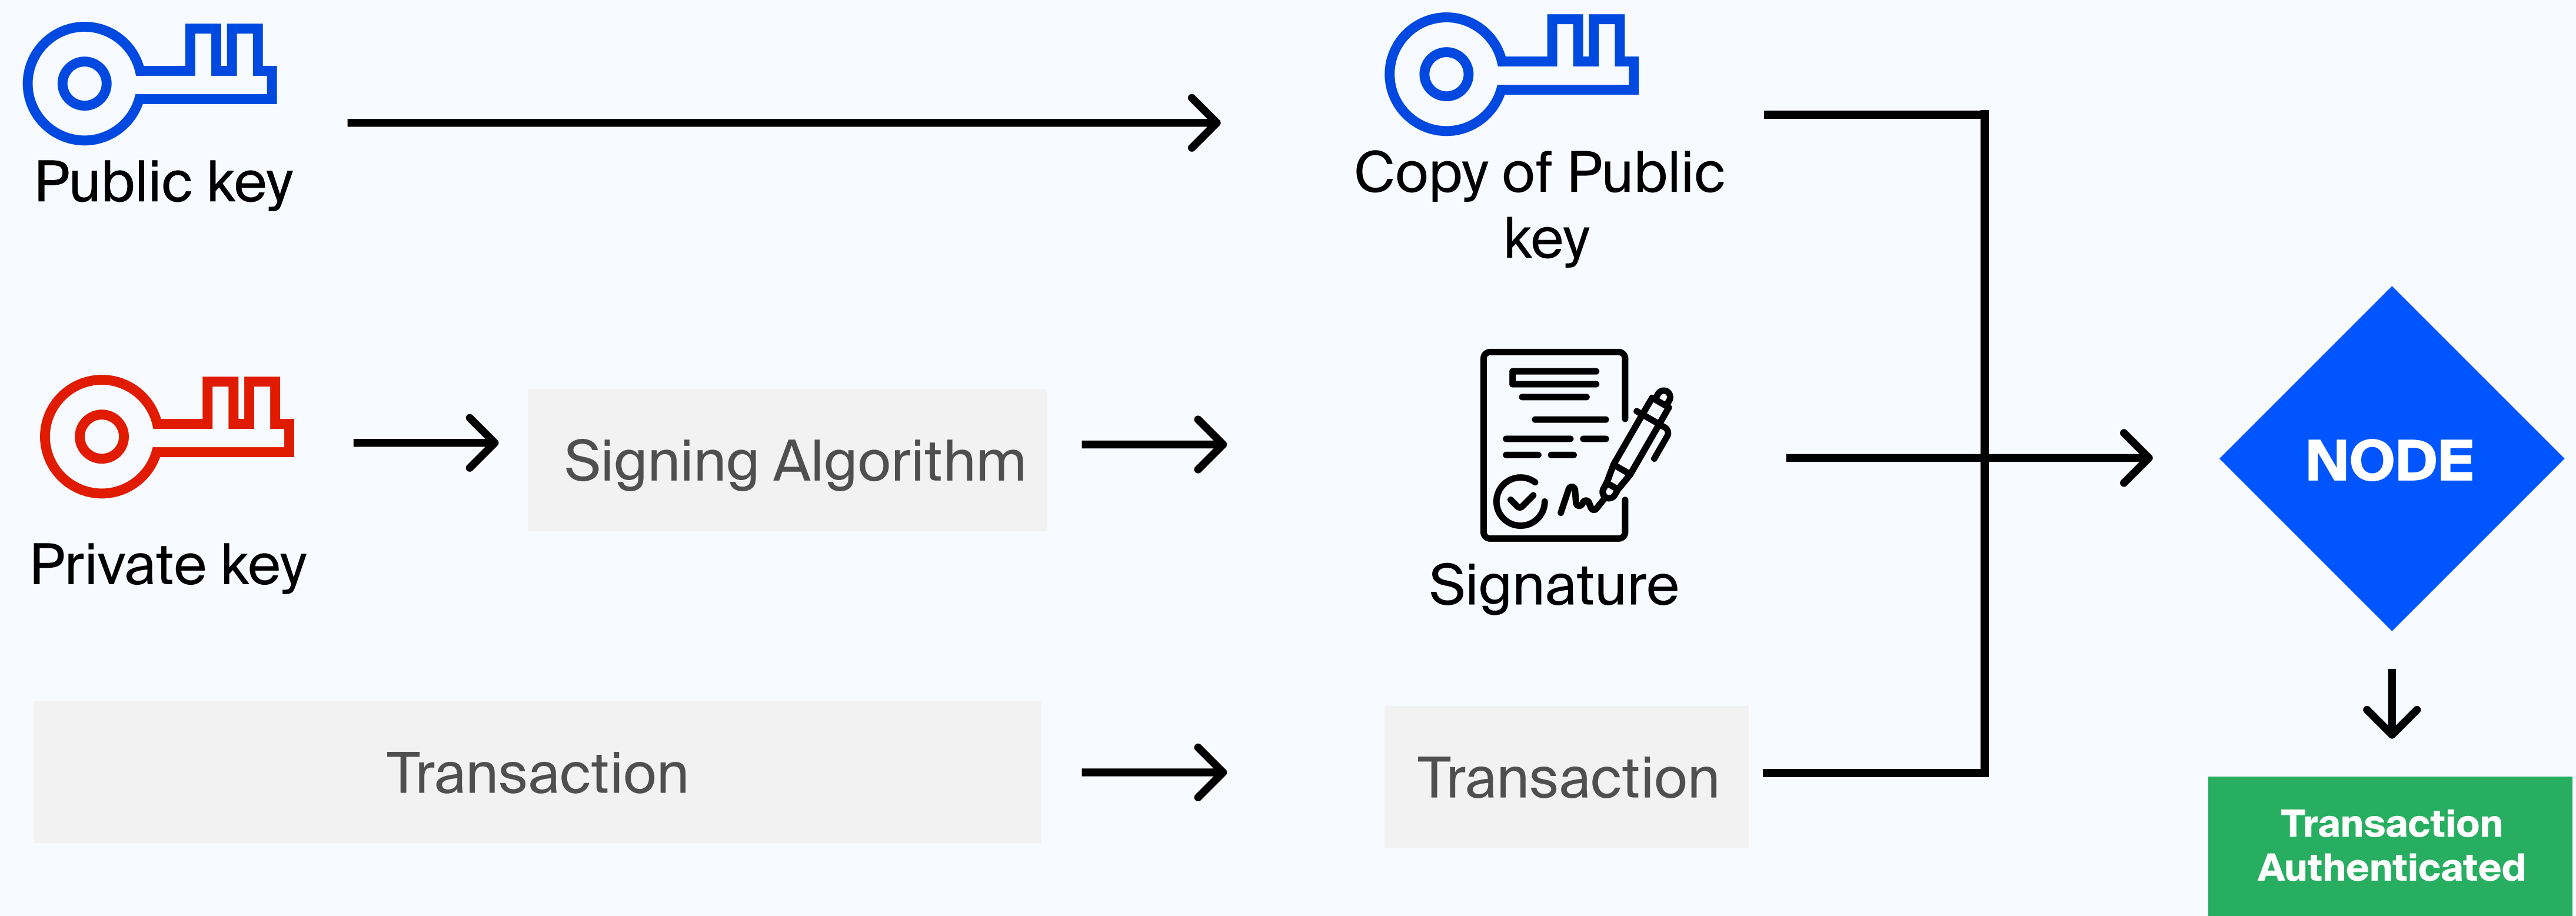 Public key
Copy of Public
key
Private key
Signing Algorithm
Signature
NODE
Transaction
Transaction
Transaction
Authenticated